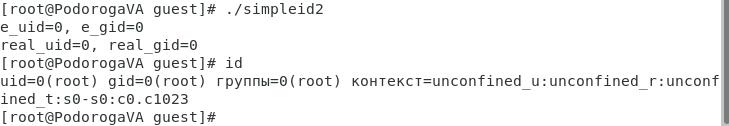 [root@PodorogaVA guest]# ./simpleid2
e_uid=0, e_gid=0
real_uid=0, real_gid=0
[root@PodorogaVA guest]# id
uid=0(root) gid=0(root) группы=0(root) контекст=unconfined_u:unconfined_r:unconf
ined_t:s0-s0:c0.c1023
[root@PodorogaVA guest]#